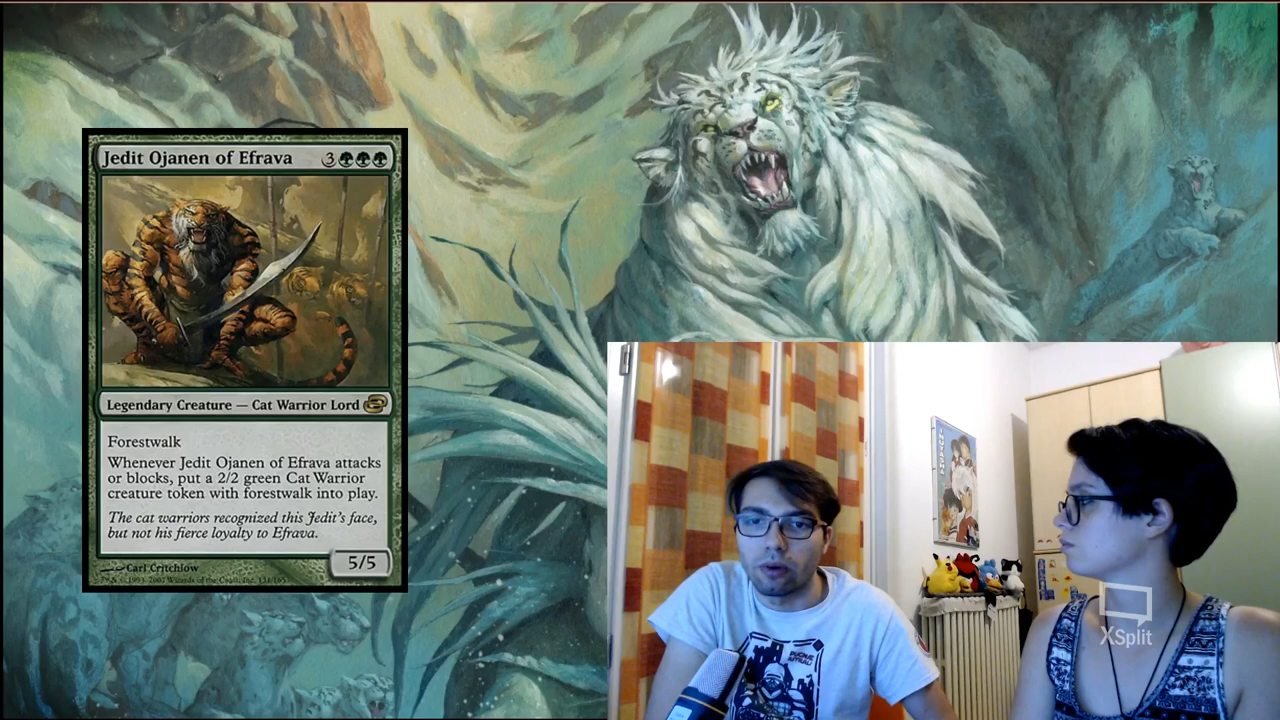 Jedit Ojanen of Efrava 3
Legendary Creature — Cat Warrior Lord
Forestwalk
Whenever Jedit Ojanen of Efrava attacks
or blocks, put a 2/2 green Cat Warrior
creature token with forestwalk into play.
The cat warriors recognized this Jedit's face,
but not his fierce loyalty to Efrava.
5/5
Carl Critchlow
INUYASHA
XSplit